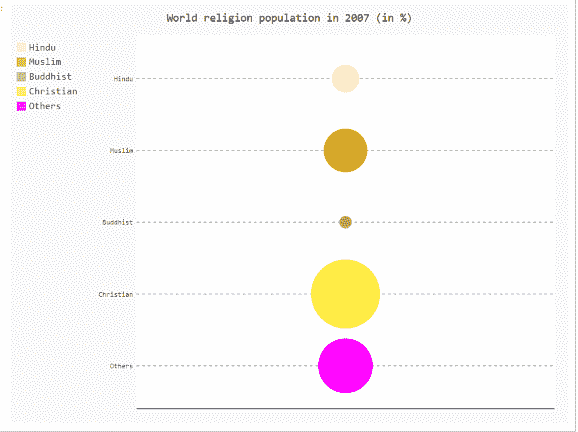 World religion population in 2007 (in %)
Hindu
Muslim
Buddhist
Christian
Others
Hindu
Muslim
Buddhist
Christian
Others